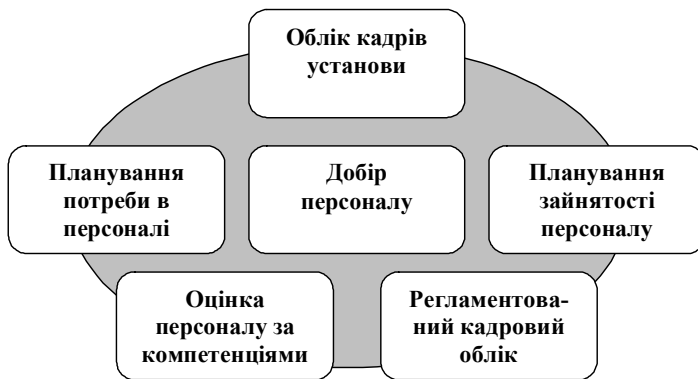 Облік кадрів
установи
Планування
потреби в
персоналі
Добір
персоналу
Планування
зайнятості
персоналу
Оцінка
персоналу за
компетенціями
Регламентова-
ний кадровий
облік